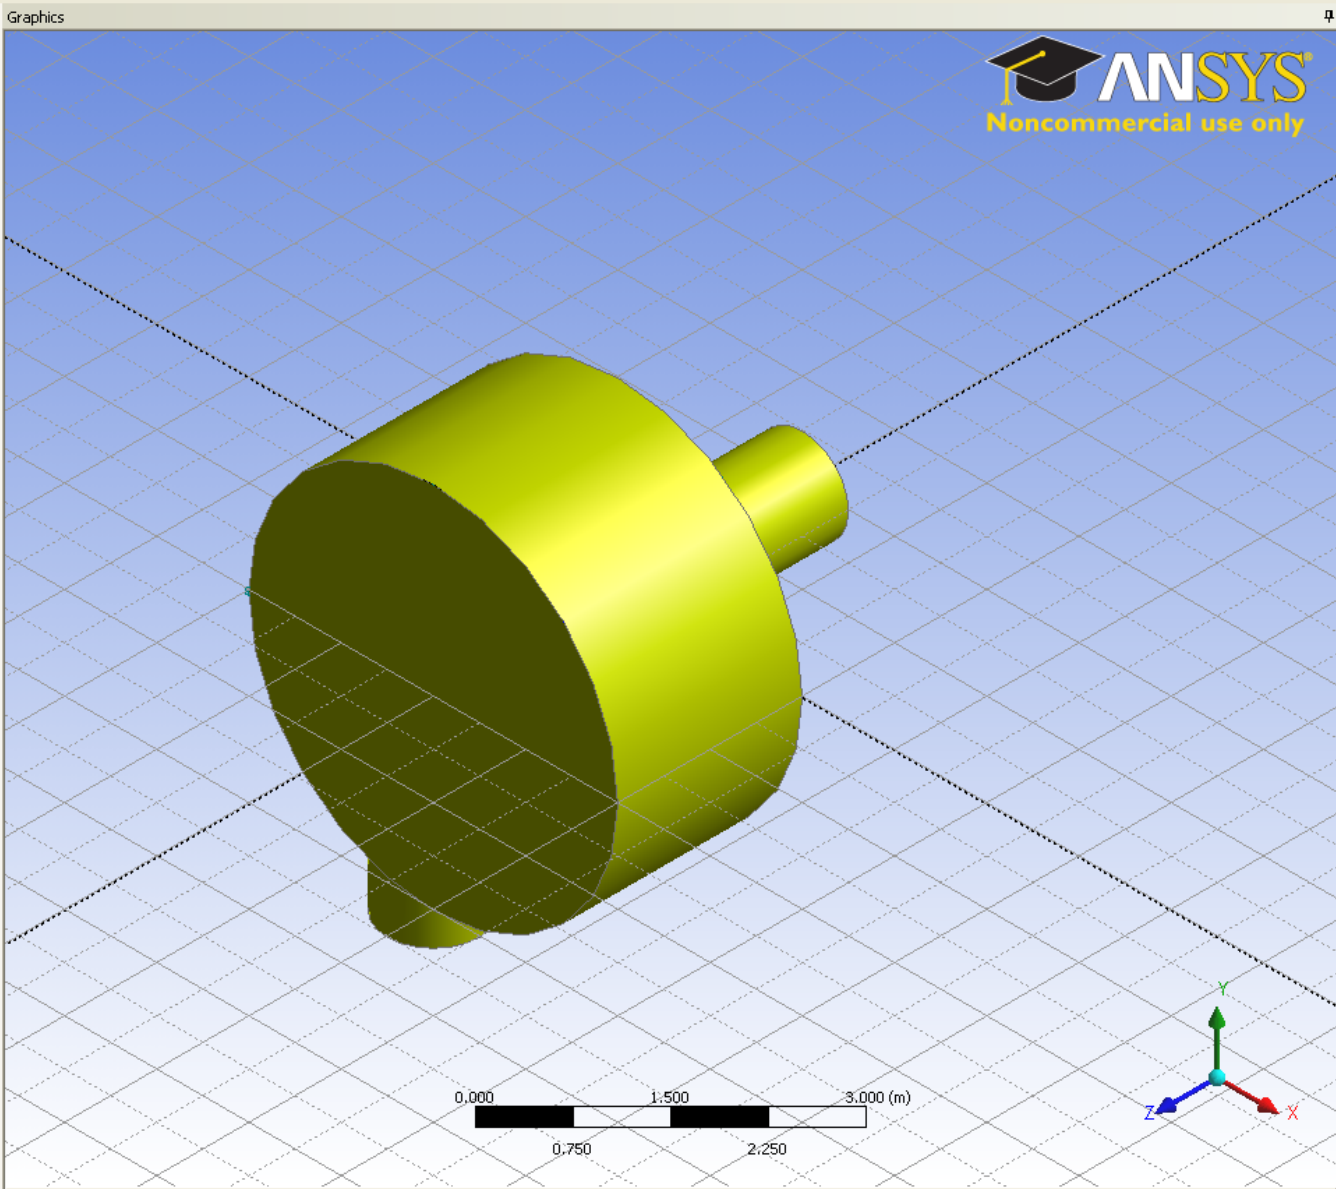 Graphics
ANSYS®
Noncommercial use only
Y
0.000 1.500 3.000 (m)
Z X
0.750 2.250